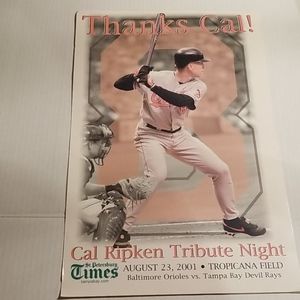 Thanks Cal!
8
Cal Ripken Tribute Night
St. Petersburg
Times
tampabay.com
AUGUST 23, 2001 • TROPICANA FIELD
Baltimore Orioles vs. Tampa Bay Devil Rays